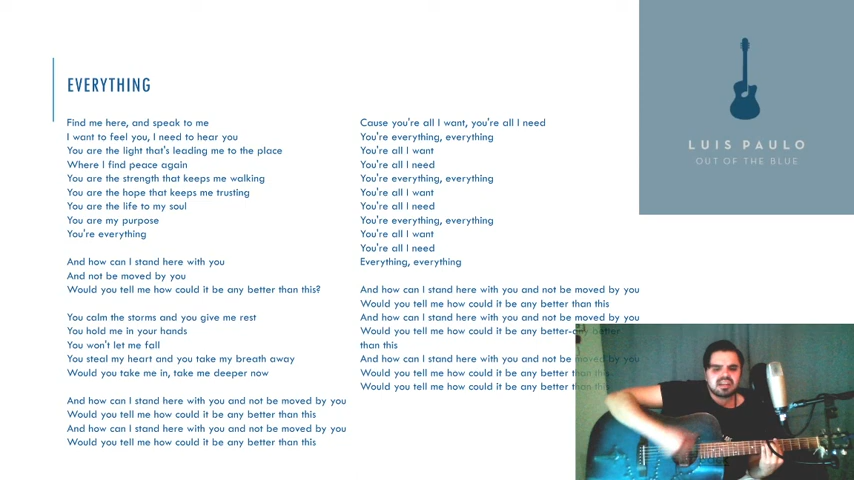 EVERYTHING
Find me here, and speak to me
I want to feel you, I need to hear you
You are the light that's leading me to the place
Where I find peace again
You are the strength that keeps me walking
You are the hope that keeps me trusting
You are the life to my soul
You are my purpose
You're everything
And how can I stand here with you
And not be moved by you
Would you tell me how could it be any better than this?
You calm the storms and you give me rest
You hold me in your hands
You won't let me fall
You steal my heart and you take my breath away
Would you take me in, take me deeper now
And how can I stand here with you and not be moved by you
Would you tell me how could it be any better than this
And how can I stand here with you and not be moved by you
Would you tell me how could it be any better than this
Cause you're all I want, you're all I need
You're everything, everything
You're all I want
You're all I need
You're everything, everything
You're all I want
You're all I need
You're everything, everything
You're all I want
You're all I need
Everything, everything
And how can I stand here with you and not be moved by you
Would you tell me how could it be any better than this
And how can I stand here with you and not be moved by you
Would you tell me how could it be any better-any better
than this
And how can I stand here with you and not be moved by you
Would you tell me how could it be any better than this
Would you tell me how could it be any better than this
LUIS PAULO
OUT OF THE BLUE